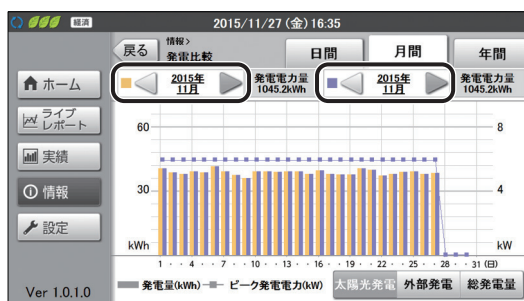 経済 2015/11/27 (金) 16:35
戻る 情報> 発電比較 日間 月間 年間
2015年 11月 発電電力量 1045.2kWh 2015年 11月 発電電力量 1045.2kWh
ホーム
ライブレポート
実績
情報
設定
60 8
30 4
kWh kW
1 ・ ・ 4 ・ ・ 7 ・ ・ 10 ・ ・ 13 ・ ・ 16 ・ ・ 19 ・ ・ 22 ・ ・ 25 ・ ・ 28 ・ ・ 31 (日)
発電量(kWh) ピーク発電電力(kW) 太陽光発電 外部発電 総発電量
Ver 1.0.1.0